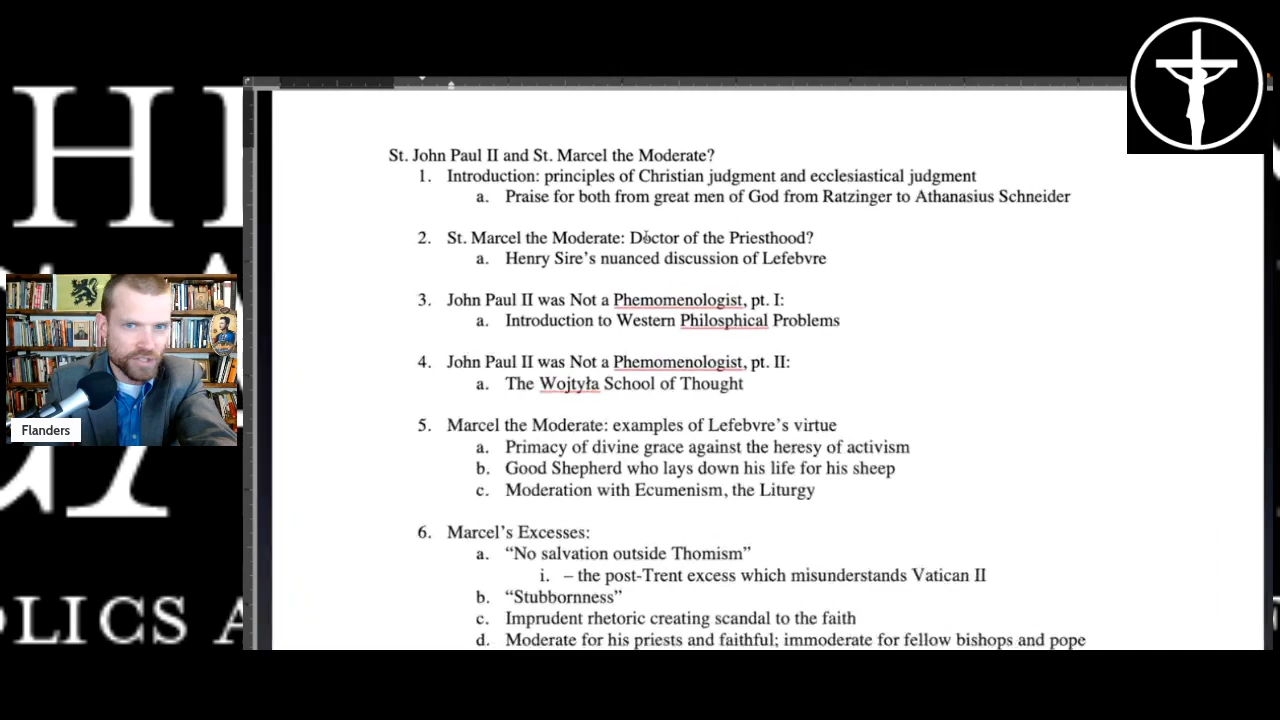 St. John Paul II and St. Marcel the Moderate?
1. Introduction: principles of Christian judgment and ecclesiastical judgment
a. Praise for both from great men of God from Ratzinger to Athanasius Schneider
2. St. Marcel the Moderate: Doctor of the Priesthood?
a. Henry Sire's nuanced discussion of Lefebvre
3. John Paul II was Not a Phemomenologist, pt. I:
a. Introduction to Western Philosphical Problems
4. John Paul II was Not a Phemomenologist, pt. II:
a. The Wojtyła School of Thought
5. Marcel the Moderate: examples of Lefebvre's virtue
a. Primacy of divine grace against the heresy of activism
b. Good Shepherd who lays down his life for his sheep
c. Moderation with Ecumenism, the Liturgy
6. Marcel's Excesses:
a. “No salvation outside Thomism”
i. – the post-Trent excess which misunderstands Vatican II
b. “Stubbornness”
c. Imprudent rhetoric creating scandal to the faith
d. Moderate for his priests and faithful; immoderate for fellow bishops and pope
Flanders